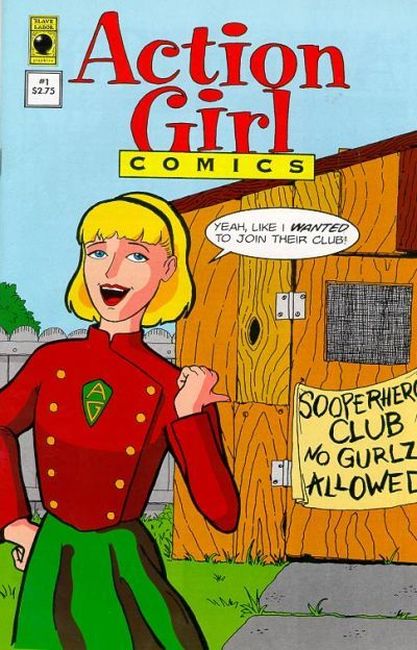 SLAVE
LABOR
graphics
#1
$2.75
Action
Girl
COMICS
YEAH, LIKE I WANTED
TO JOIN THEIR CLUB!
AG
SOOPERHERO
CLUB
NO GURLZ
ALLOWED